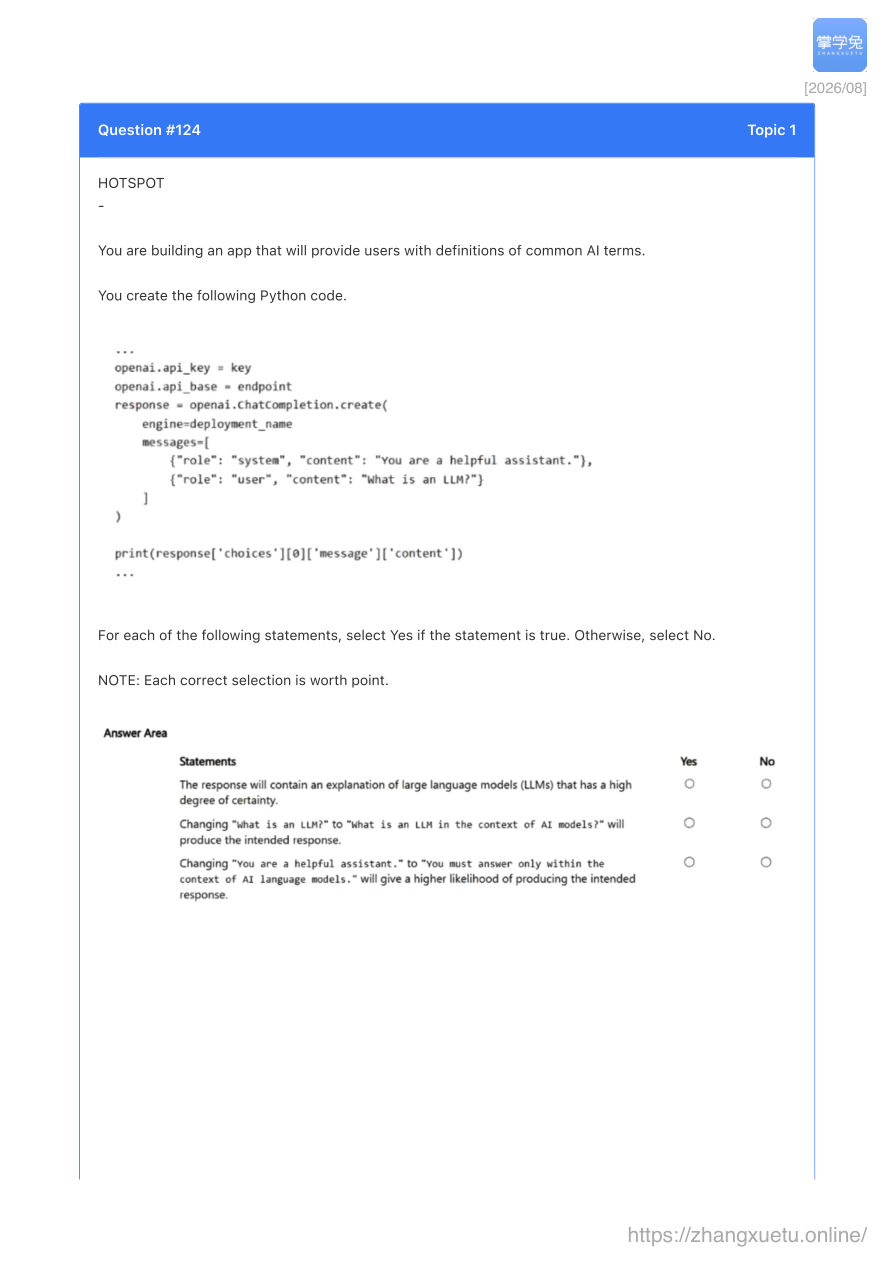 掌学兔
ZHANGXUETU
[2026/08]
Question #124 Topic 1
HOTSPOT
-
You are building an app that will provide users with definitions of common AI terms.
You create the following Python code.
...
openai.api_key = key
openai.api_base = endpoint
response = openai.ChatCompletion.create(
engine=deployment_name
messages=[
{"role": "system", "content": "You are a helpful assistant."},
{"role": "user", "content": "What is an LLM?"}
]
)
print(response['choices'][0]['message']['content'])
...
For each of the following statements, select Yes if the statement is true. Otherwise, select No.
NOTE: Each correct selection is worth point.
Answer Area
Statements Yes No
The response will contain an explanation of large language models (LLMs) that has a high
degree of certainty.
Changing "What is an LLM?" to "What is an LLM in the context of AI models?" will
produce the intended response.
Changing "You are a helpful assistant." to "You must answer only within the
context of AI language models." will give a higher likelihood of producing the intended
response.
https://zhangxuetu.online/